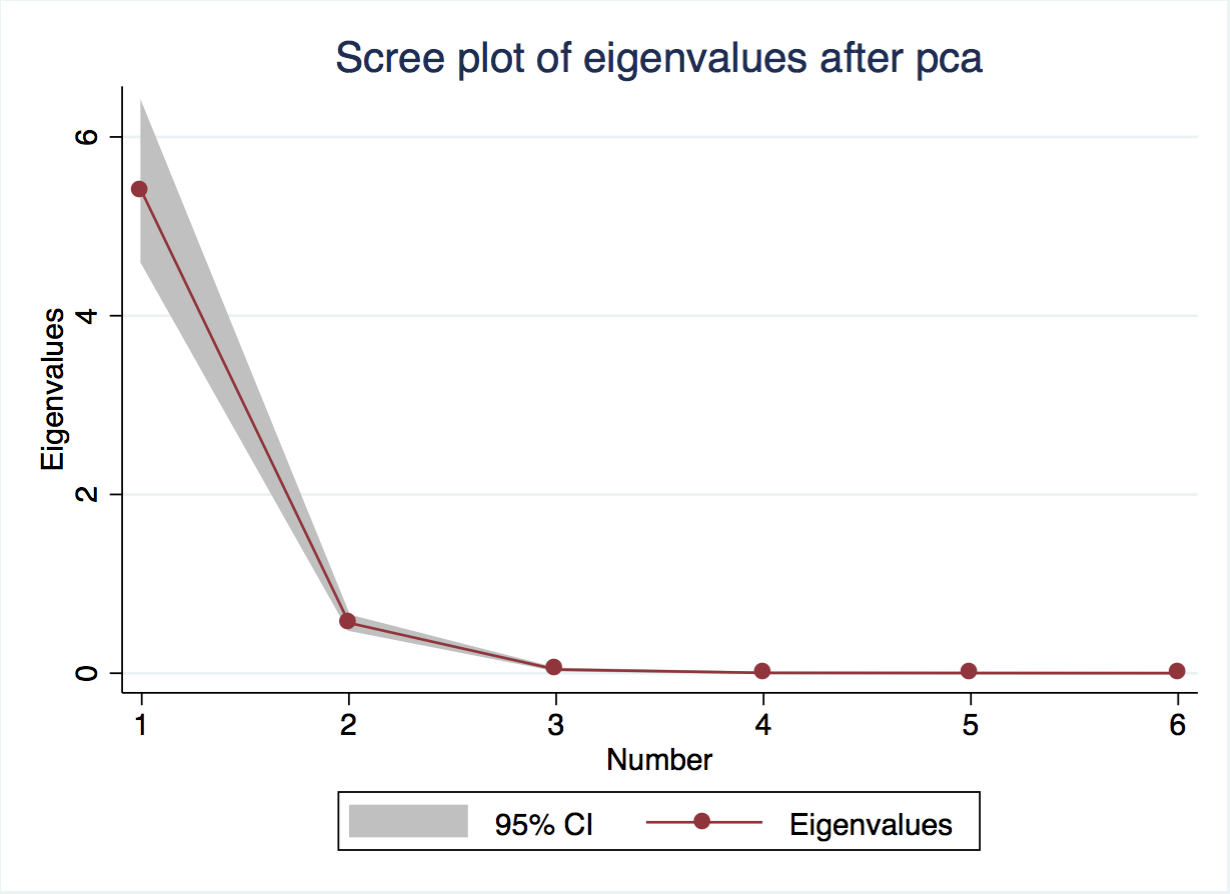 Scree plot of eigenvalues after pca
Eigenvalues
6
4
2
0
1 2 3 4 5 6
Number
95% CI Eigenvalues